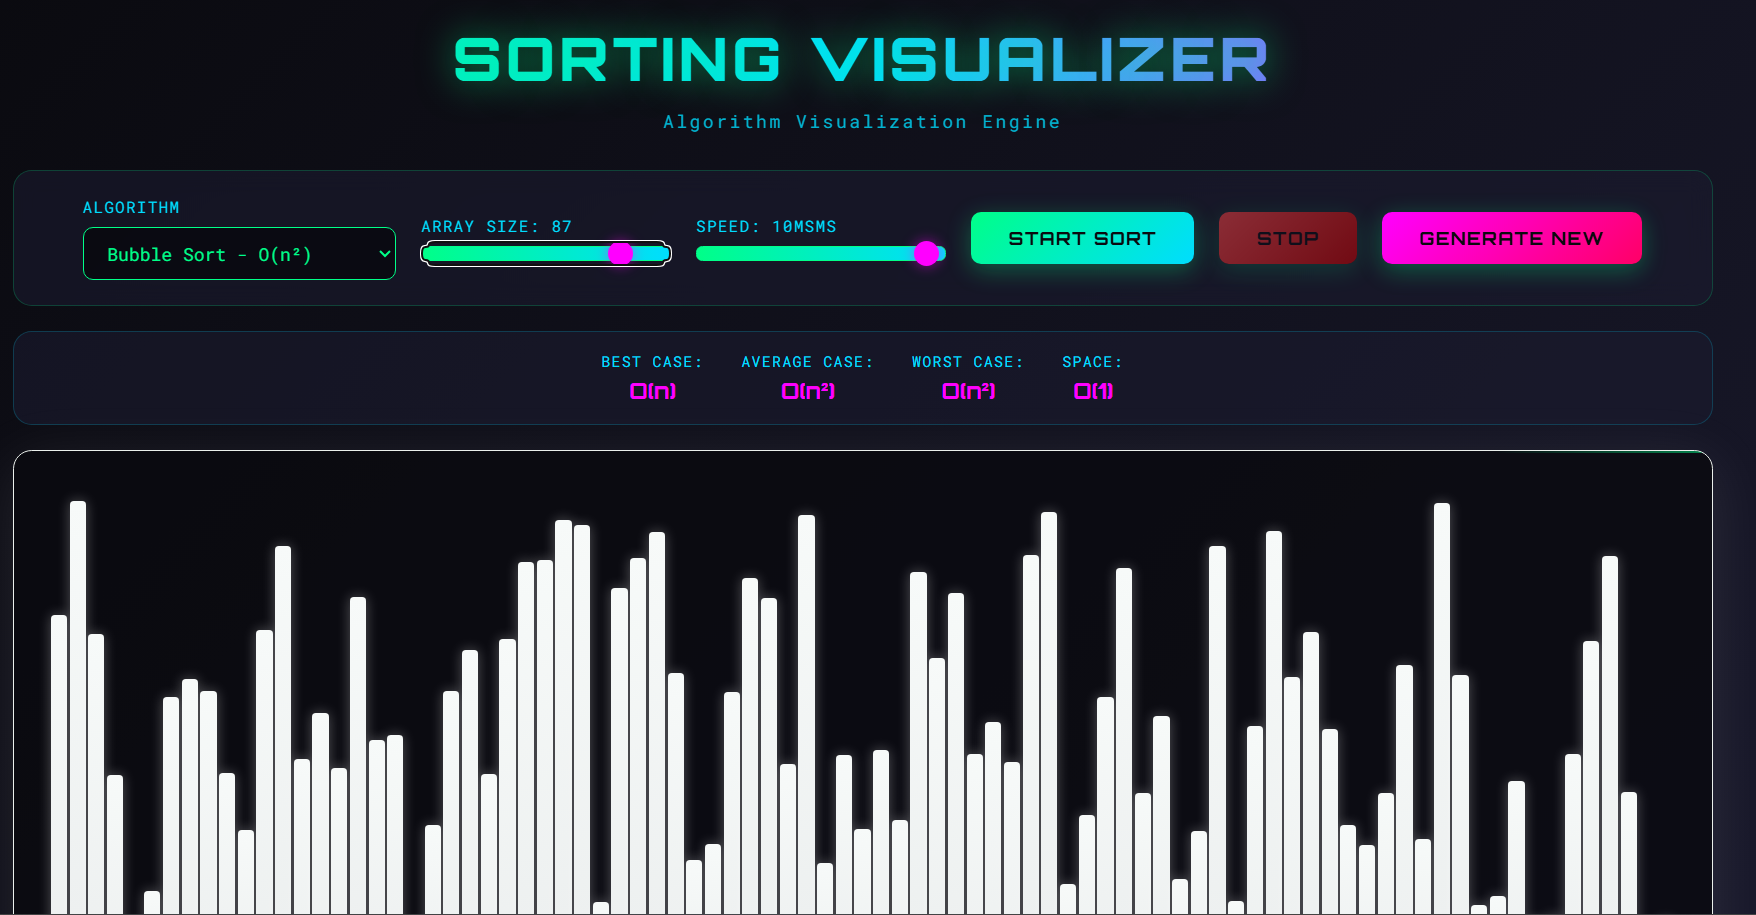 SORTING VISUALIZER
Algorithm Visualization Engine
ALGORITHM
Bubble Sort - O(n²)
ARRAY SIZE: 87
SPEED: 10MSMS
START SORT
STOP
GENERATE NEW
BEST CASE:
O(n)
AVERAGE CASE:
O(n²)
WORST CASE:
O(n²)
SPACE:
O(1)